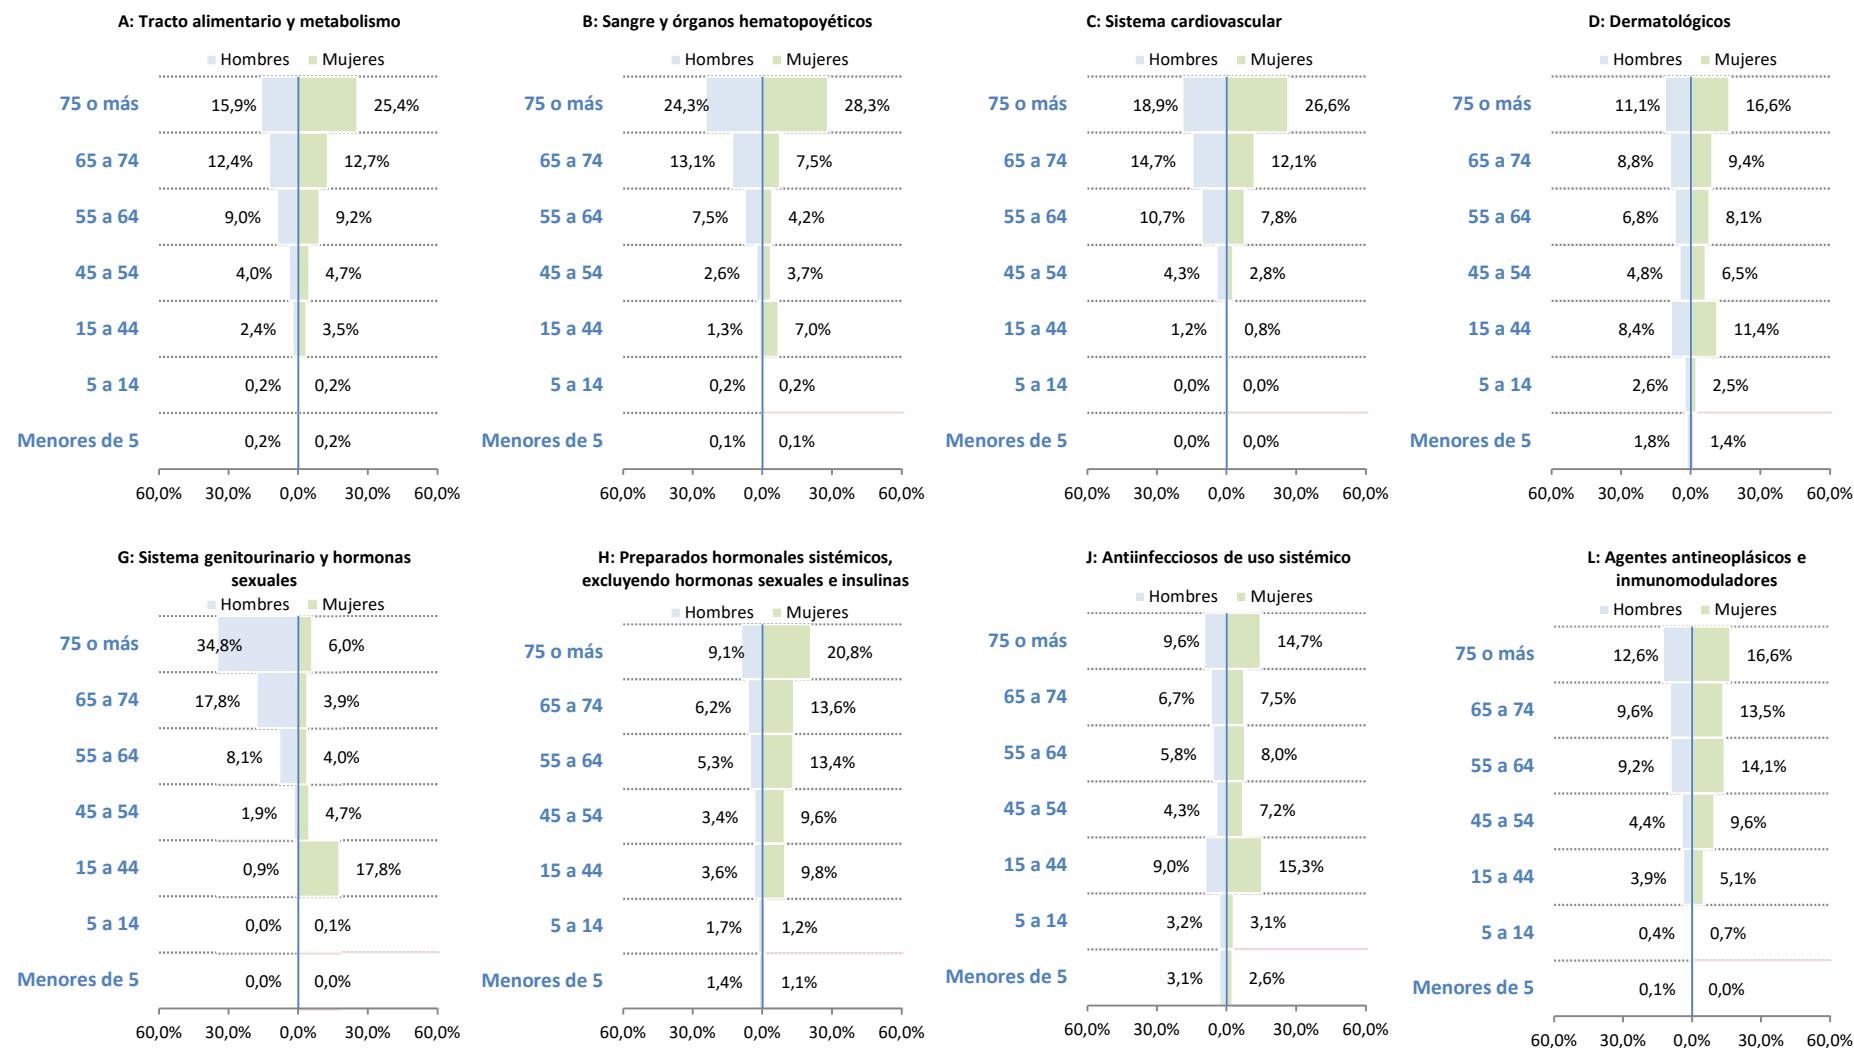 A: Tracto alimentario y metabolismo
Hombres Mujeres
75 o más 15,9% 25,4%
65 a 74 12,4% 12,7%
55 a 64 9,0% 9,2%
45 a 54 4,0% 4,7%
15 a 44 2,4% 3,5%
5 a 14 0,2% 0,2%
Menores de 5 0,2% 0,2%
60,0% 30,0% 0,0% 30,0% 60,0%
B: Sangre y órganos hematopoyéticos
Hombres Mujeres
75 o más 24,3% 28,3%
65 a 74 13,1% 7,5%
55 a 64 7,5% 4,2%
45 a 54 2,6% 3,7%
15 a 44 1,3% 7,0%
5 a 14 0,2% 0,2%
Menores de 5 0,1% 0,1%
60,0% 30,0% 0,0% 30,0% 60,0%
C: Sistema cardiovascular
Hombres Mujeres
75 o más 18,9% 26,6%
65 a 74 14,7% 12,1%
55 a 64 10,7% 7,8%
45 a 54 4,3% 2,8%
15 a 44 1,2% 0,8%
5 a 14 0,0% 0,0%
Menores de 5 0,0% 0,0%
60,0% 30,0% 0,0% 30,0% 60,0%
D: Dermatológicos
Hombres Mujeres
75 o más 11,1% 16,6%
65 a 74 8,8% 9,4%
55 a 64 6,8% 8,1%
45 a 54 4,8% 6,5%
15 a 44 8,4% 11,4%
5 a 14 2,6% 2,5%
Menores de 5 1,8% 1,4%
60,0% 30,0% 0,0% 30,0% 60,0%
G: Sistema genitourinario y hormonas
sexuales
Hombres Mujeres
75 o más 34,8% 6,0%
65 a 74 17,8% 3,9%
55 a 64 8,1% 4,0%
45 a 54 1,9% 4,7%
15 a 44 0,9% 17,8%
5 a 14 0,0% 0,1%
Menores de 5 0,0% 0,0%
60,0% 30,0% 0,0% 30,0% 60,0%
H: Preparados hormonales sistémicos,
excluyendo hormonas sexuales e insulinas
Hombres Mujeres
75 o más 9,1% 20,8%
65 a 74 6,2% 13,6%
55 a 64 5,3% 13,4%
45 a 54 3,4% 9,6%
15 a 44 3,6% 9,8%
5 a 14 1,7% 1,2%
Menores de 5 1,4% 1,1%
60,0% 30,0% 0,0% 30,0% 60,0%
J: Antiinfecciosos de uso sistémico
Hombres Mujeres
75 o más 9,6% 14,7%
65 a 74 6,7% 7,5%
55 a 64 5,8% 8,0%
45 a 54 4,3% 7,2%
15 a 44 9,0% 15,3%
5 a 14 3,2% 3,1%
Menores de 5 3,1% 2,6%
60,0% 30,0% 0,0% 30,0% 60,0%
L: Agentes antineoplásicos e
inmunomoduladores
Hombres Mujeres
75 o más 12,6% 16,6%
65 a 74 9,6% 13,5%
55 a 64 9,2% 14,1%
45 a 54 4,4% 9,6%
15 a 44 3,9% 5,1%
5 a 14 0,4% 0,7%
Menores de 5 0,1% 0,0%
60,0% 30,0% 0,0% 30,0% 60,0%